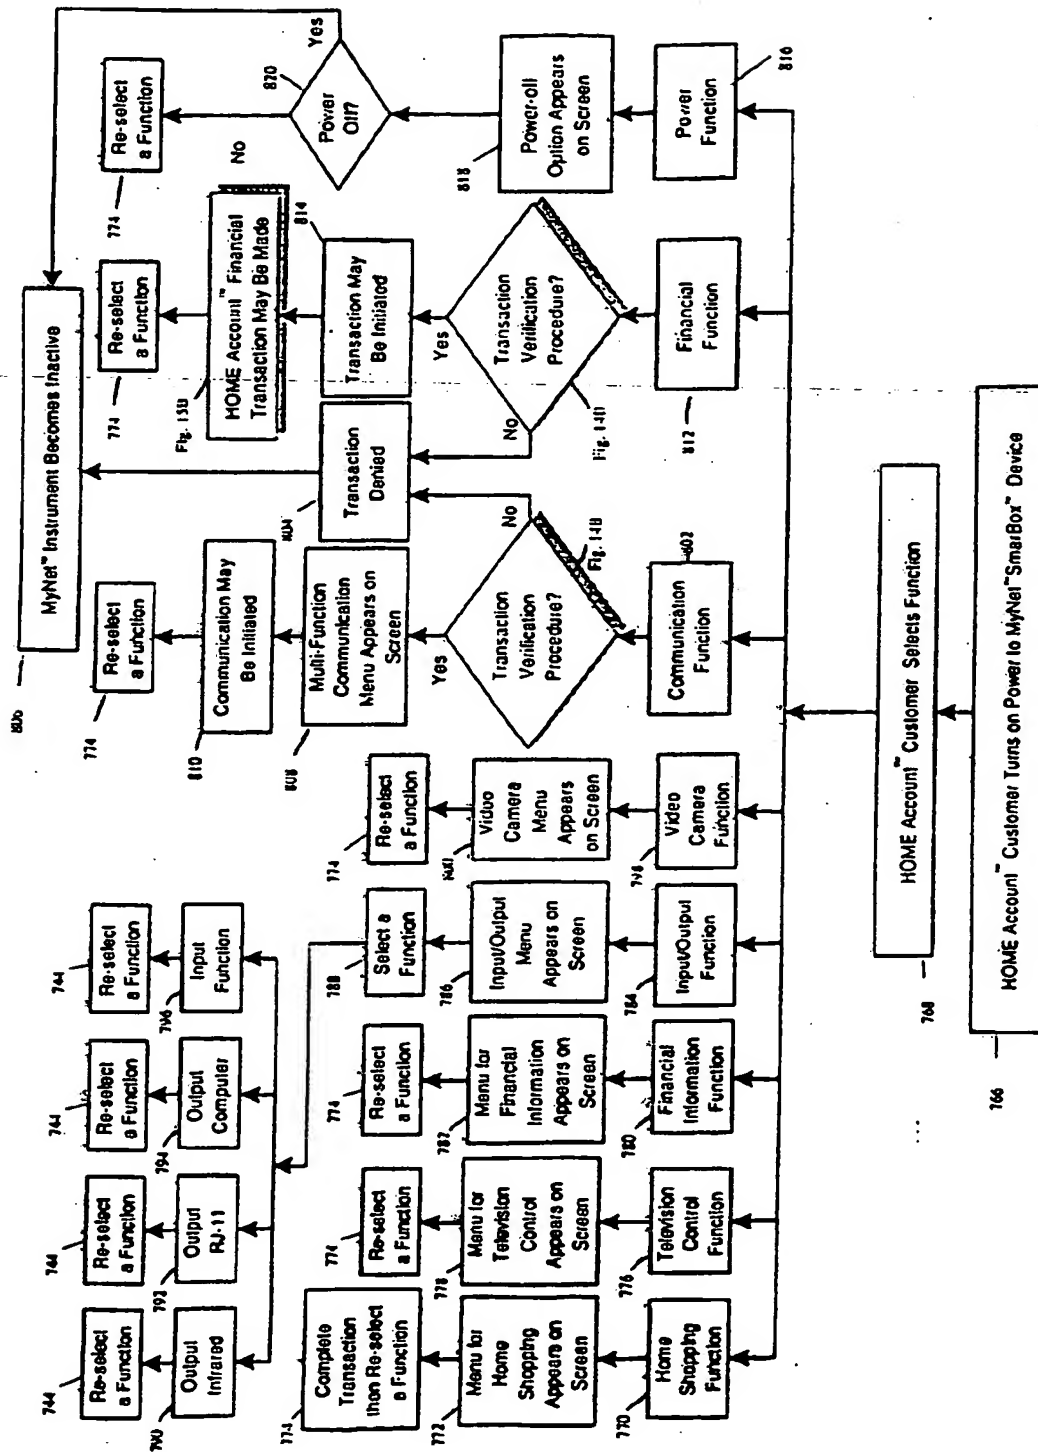 806
MyNet™ Instrument Becomes Inactive
774
Re-select
a Function
774
Re-select
a Function
774
Re-select
a Function
Yes
820
Power
Off?
No
810
Communication May
Be Initiated
Fig. 15B
HOME Account™ Financial
Transaction May Be Made
814
Transaction May
Be Initiated
804
Transaction
Denied
808
Multi-Function
Communication
Menu Appears on
Screen
818
Power-off
Option Appears
on Screen
Yes
No
Transaction
Verification
Procedure?
Fig. 14B
Yes
No
Transaction
Verification
Procedure?
Fig. 14B
802
Communication
Function
812
Financial
Function
816
Power
Function
744
Re-select
a Function
744
Re-select
a Function
744
Re-select
a Function
744
Re-select
a Function
790
Output
Infrared
792
Output
RJ-11
794
Output
Computer
796
Input
Function
774
Complete
Transaction
than Re-select
a Function
774
Re-select
a Function
774
Re-select
a Function
788
Select a
Function
774
Re-select
a Function
772
Menu for
Home
Shopping Appears on
Screen
778
Menu for
Television
Control
Appears on
Screen
782
Menu for
Financial
Information
Appears on
Screen
786
Input/Output
Menu
Appears on
Screen
800
Video
Camera
Menu
Appears
on Screen
770
Home
Shopping
Function
776
Television
Control
Function
780
Financial
Information
Function
784
Input/Output
Function
798
Video
Camera
Function
768
HOME Account™ Customer Selects Function
766
HOME Account™ Customer Turns on Power to MyNet™ SmarBox™ Device